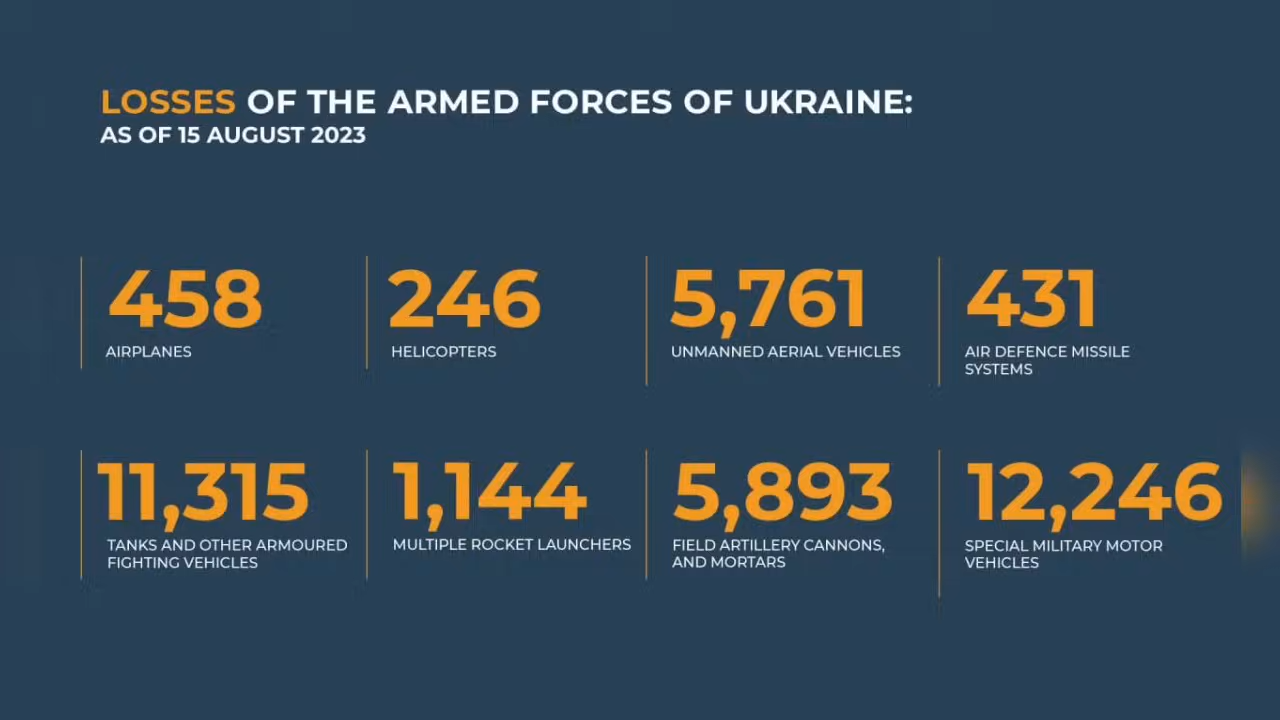 LOSSES OF THE ARMED FORCES OF UKRAINE:
AS OF 15 AUGUST 2023
458
AIRPLANES
246
HELICOPTERS
5,761
UNMANNED AERIAL VEHICLES
431
AIR DEFENCE MISSILE
SYSTEMS
11,315
TANKS AND OTHER ARMOURED
FIGHTING VEHICLES
1,144
MULTIPLE ROCKET LAUNCHERS
5,893
FIELD ARTILLERY CANNONS,
AND MORTARS
12,246
SPECIAL MILITARY MOTOR
VEHICLES